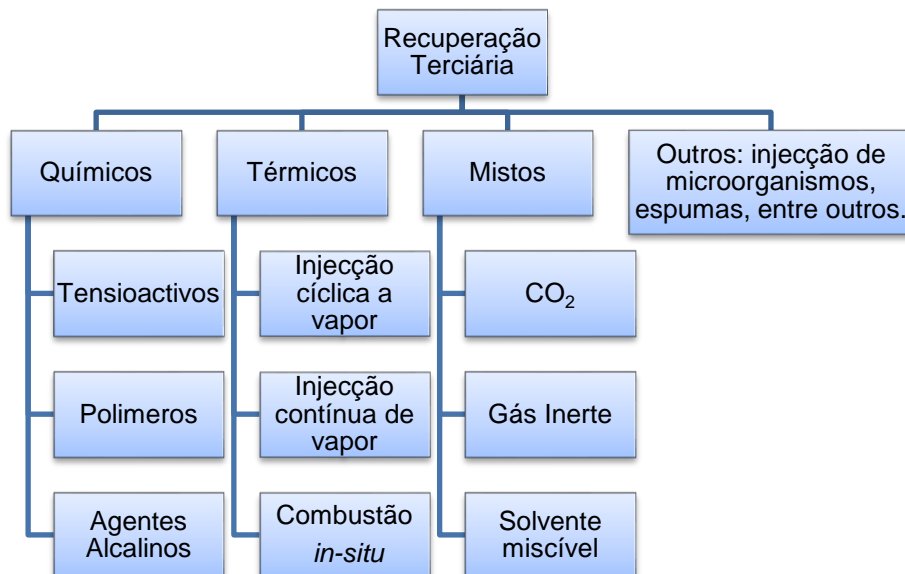 Recuperação
Terciária
Químicos
Térmicos
Mistos
Outros: injecção de
microorganismos,
espumas, entre outros.
Tensioactivos
Injecção
cíclica a
vapor
CO₂
Polimeros
Injecção
contínua de
vapor
Gás Inerte
Agentes
Alcalinos
Combustão
in-situ
Solvente
miscível